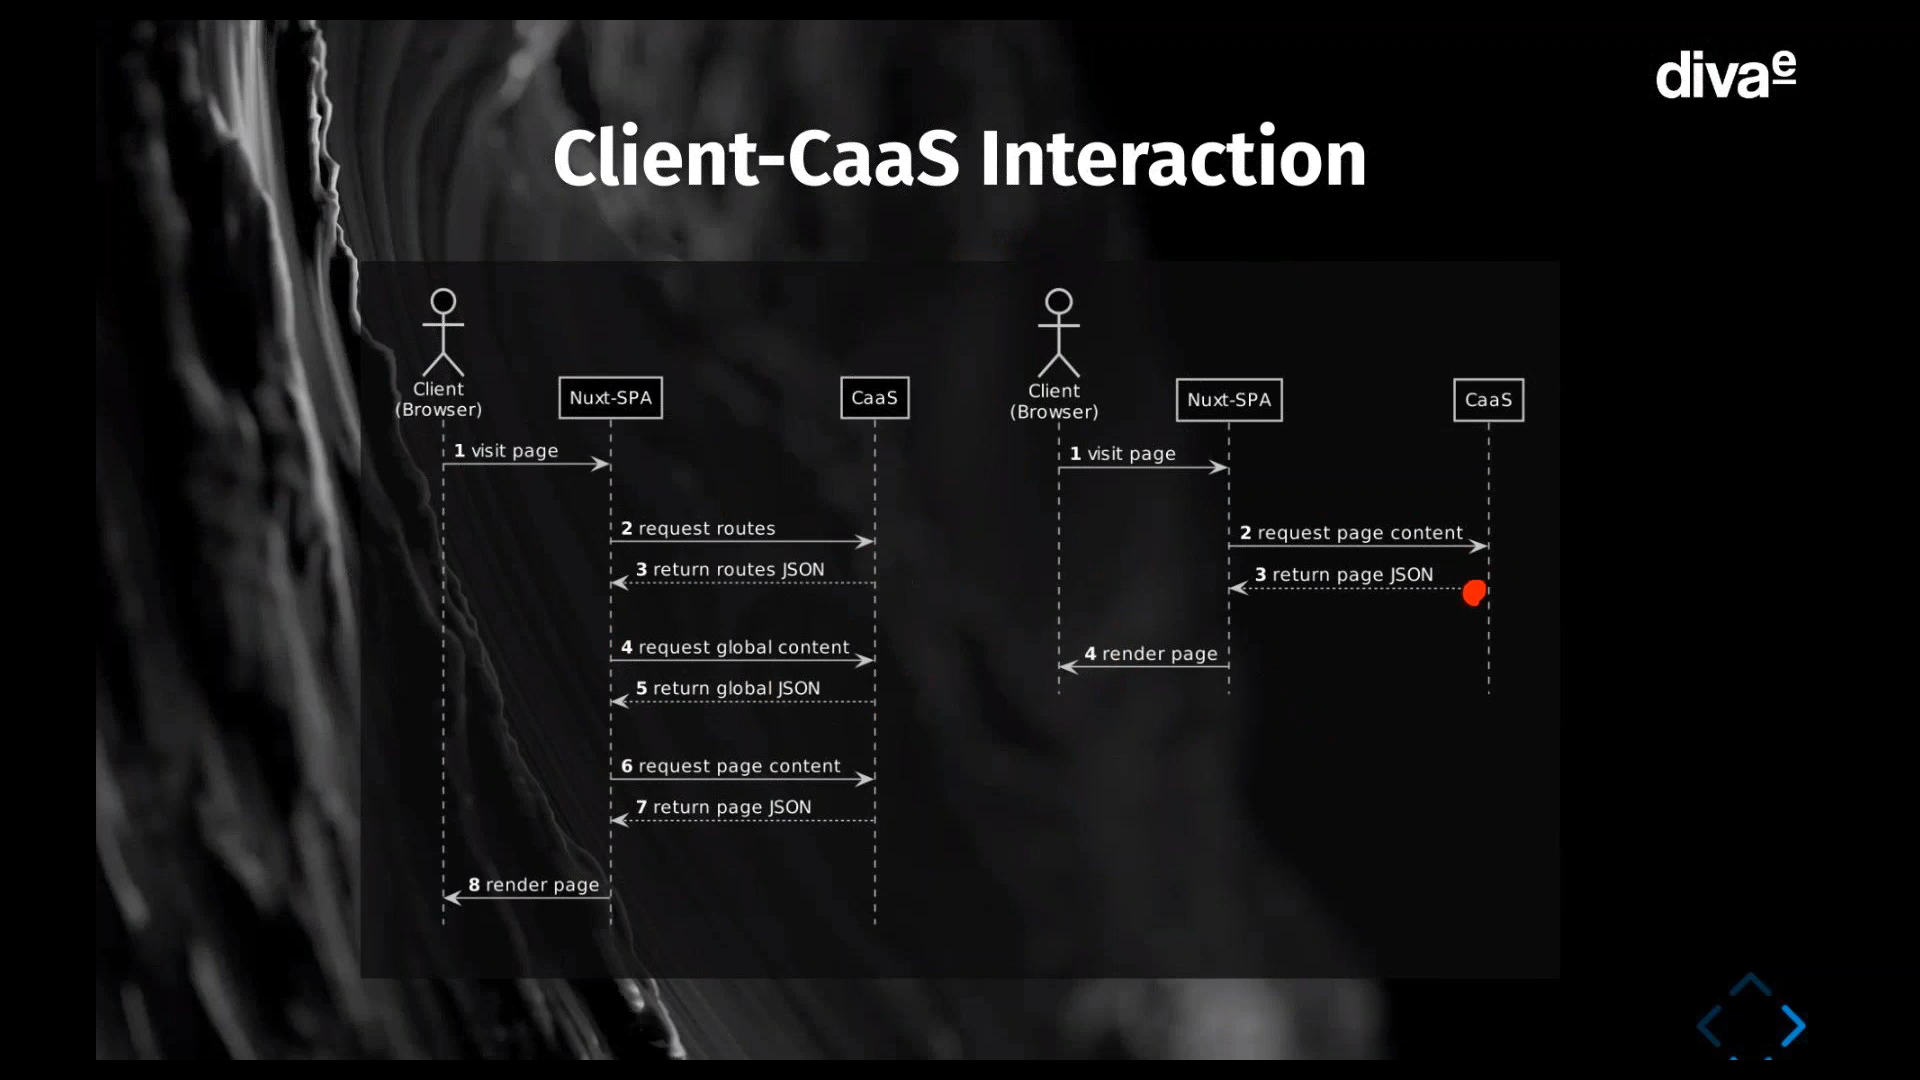 divae
Client-CaaS Interaction
Client
(Browser)
Nuxt-SPA
CaaS
1 visit page
2 request routes
3 return routes JSON
4 request global content
5 return global JSON
6 request page content
7 return page JSON
8 render page
Client
(Browser)
Nuxt-SPA
CaaS
1 visit page
2 request page content
3 return page JSON
4 render page